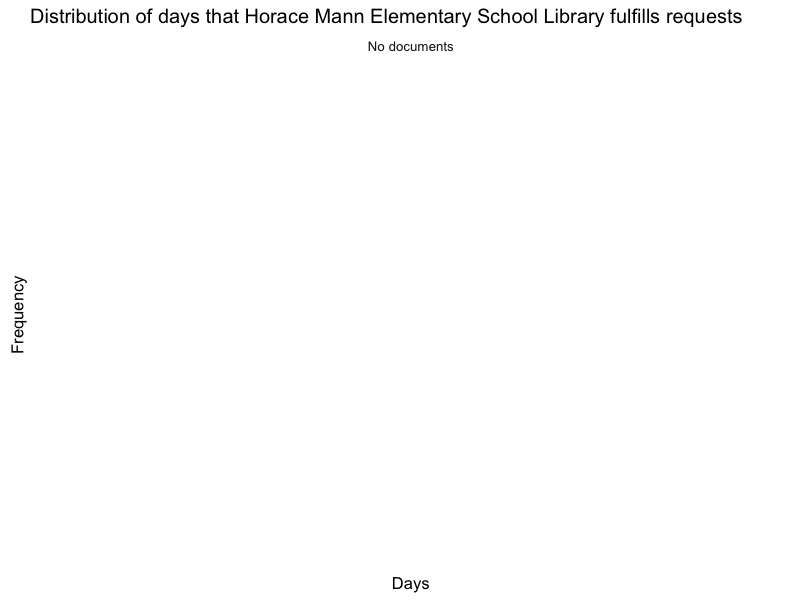 Distribution of days that Horace Mann Elementary School Library fulfills requests
No documents
Frequency
Days